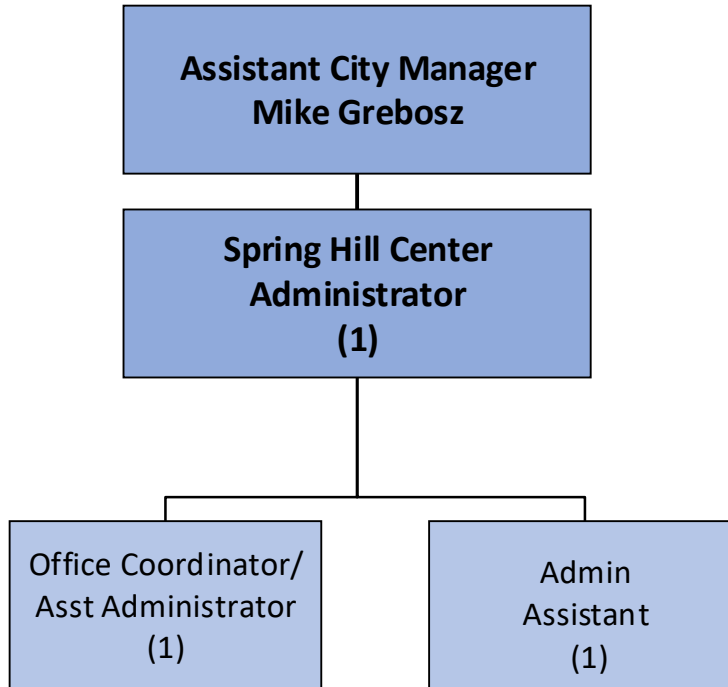 Assistant City Manager
Mike Grebosz
Spring Hill Center
Administrator
(1)
Office Coordinator/
Asst Administrator
(1)
Admin
Assistant
(1)